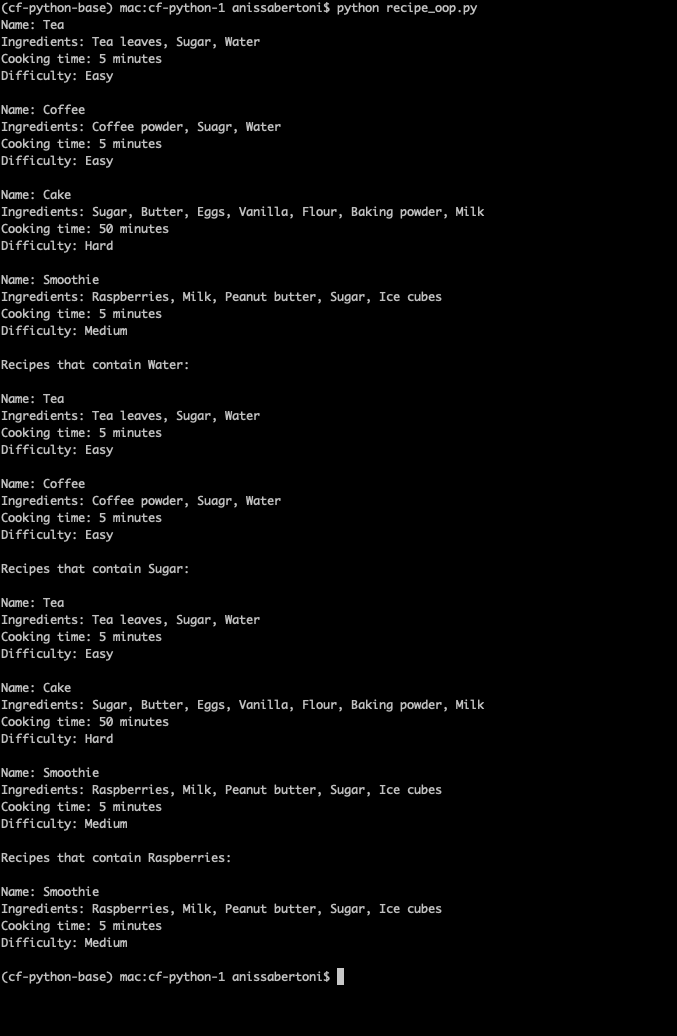 (cf-python-base) mac:cf-python-1 anissabertoni$ python recipe_oop.py
Name: Tea
Ingredients: Tea leaves, Sugar, Water
Cooking time: 5 minutes
Difficulty: Easy
Name: Coffee
Ingredients: Coffee powder, Suagr, Water
Cooking time: 5 minutes
Difficulty: Easy
Name: Cake
Ingredients: Sugar, Butter, Eggs, Vanilla, Flour, Baking powder, Milk
Cooking time: 50 minutes
Difficulty: Hard
Name: Smoothie
Ingredients: Raspberries, Milk, Peanut butter, Sugar, Ice cubes
Cooking time: 5 minutes
Difficulty: Medium
Recipes that contain Water:
Name: Tea
Ingredients: Tea leaves, Sugar, Water
Cooking time: 5 minutes
Difficulty: Easy
Name: Coffee
Ingredients: Coffee powder, Suagr, Water
Cooking time: 5 minutes
Difficulty: Easy
Recipes that contain Sugar:
Name: Tea
Ingredients: Tea leaves, Sugar, Water
Cooking time: 5 minutes
Difficulty: Easy
Name: Cake
Ingredients: Sugar, Butter, Eggs, Vanilla, Flour, Baking powder, Milk
Cooking time: 50 minutes
Difficulty: Hard
Name: Smoothie
Ingredients: Raspberries, Milk, Peanut butter, Sugar, Ice cubes
Cooking time: 5 minutes
Difficulty: Medium
Recipes that contain Raspberries:
Name: Smoothie
Ingredients: Raspberries, Milk, Peanut butter, Sugar, Ice cubes
Cooking time: 5 minutes
Difficulty: Medium
(cf-python-base) mac:cf-python-1 anissabertoni$